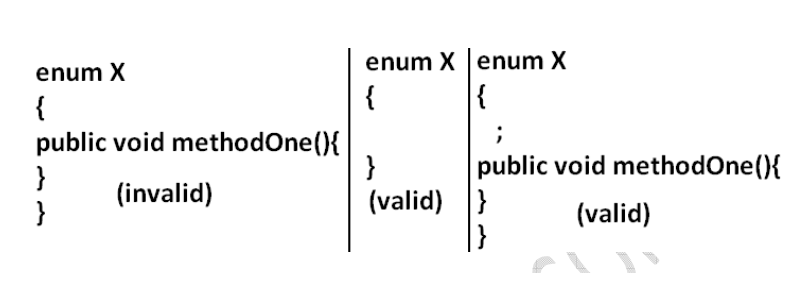 enum X
{
public void methodOne(){
}
(invalid)
}
enum X
{
}
(valid)
enum X
{
;
public void methodOne(){
}
(valid)
}